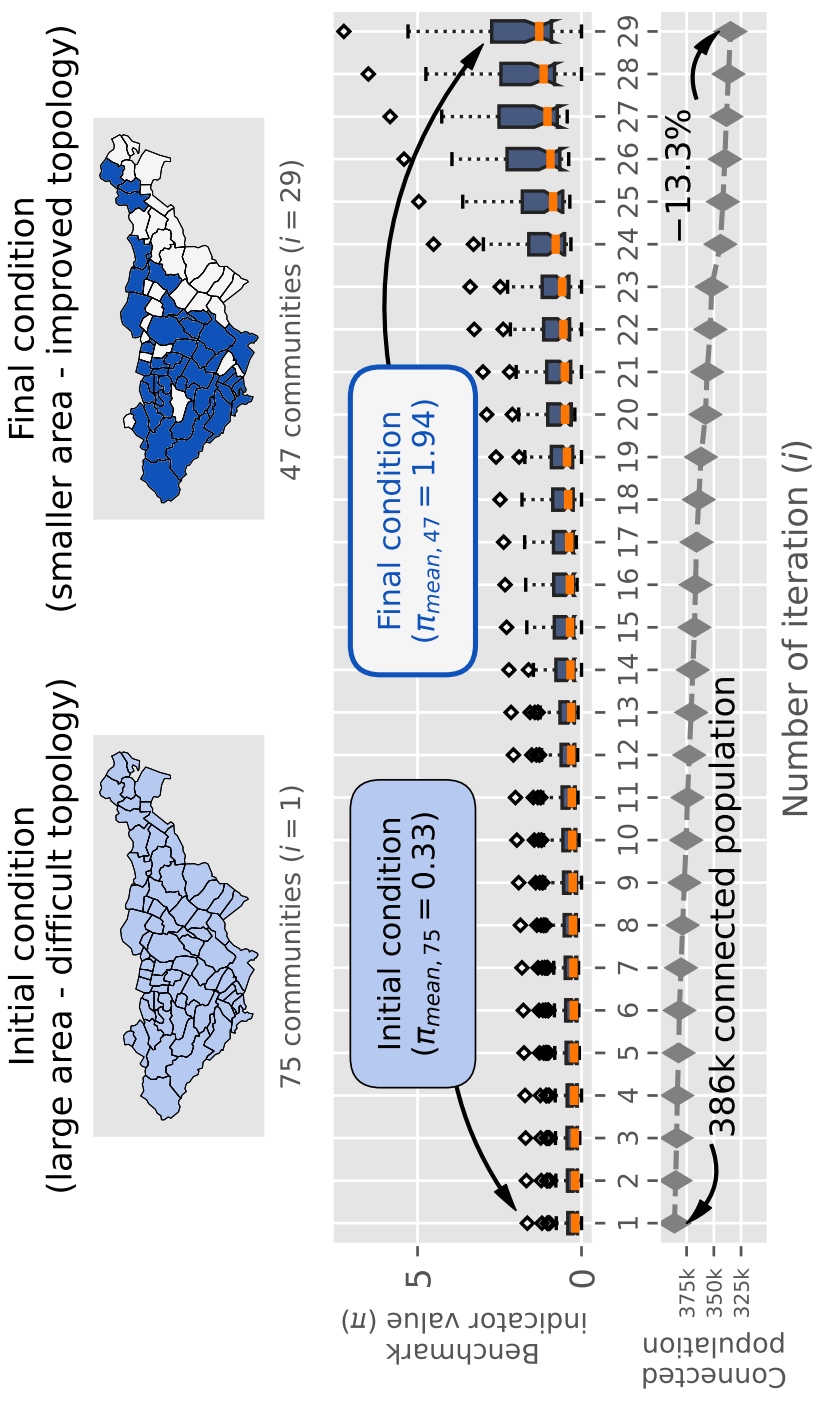 Initial condition
(large area - difficult topology)
75 communities (i = 1)
Final condition
(smaller area - improved topology)
47 communities (i = 29)
Benchmark
indicator value (π)
5
0
Initial condition
(π mean, 75 = 0.33)
Final condition
(π mean, 47 = 1.94)
1 2 3 4 5 6 7 8 9 10 11 12 13 14 15 16 17 18 19 20 21 22 23 24 25 26 27 28 29
Connected
population
375k
350k
325k
386k connected population
−13.3%
Number of iteration (i)